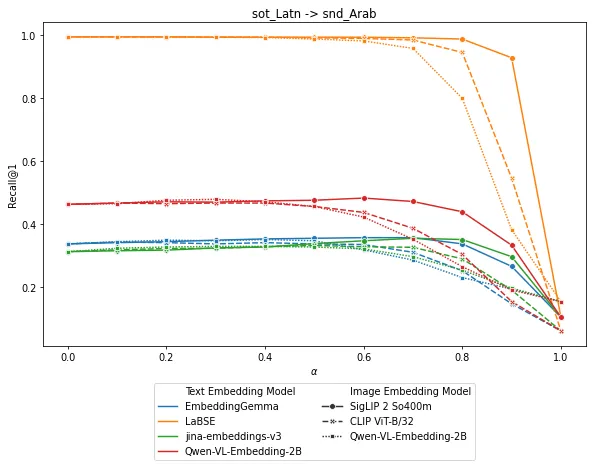 sot_Latn -> snd_Arab
1.0
0.8
0.6
0.4
0.2
Recall@1
0.0 0.2 0.4 0.6 0.8 1.0
α
Text Embedding Model Image Embedding Model
EmbeddingGemma SigLIP 2 So400m
LaBSE CLIP ViT-B/32
jina-embeddings-v3 Qwen-VL-Embedding-2B
Qwen-VL-Embedding-2B